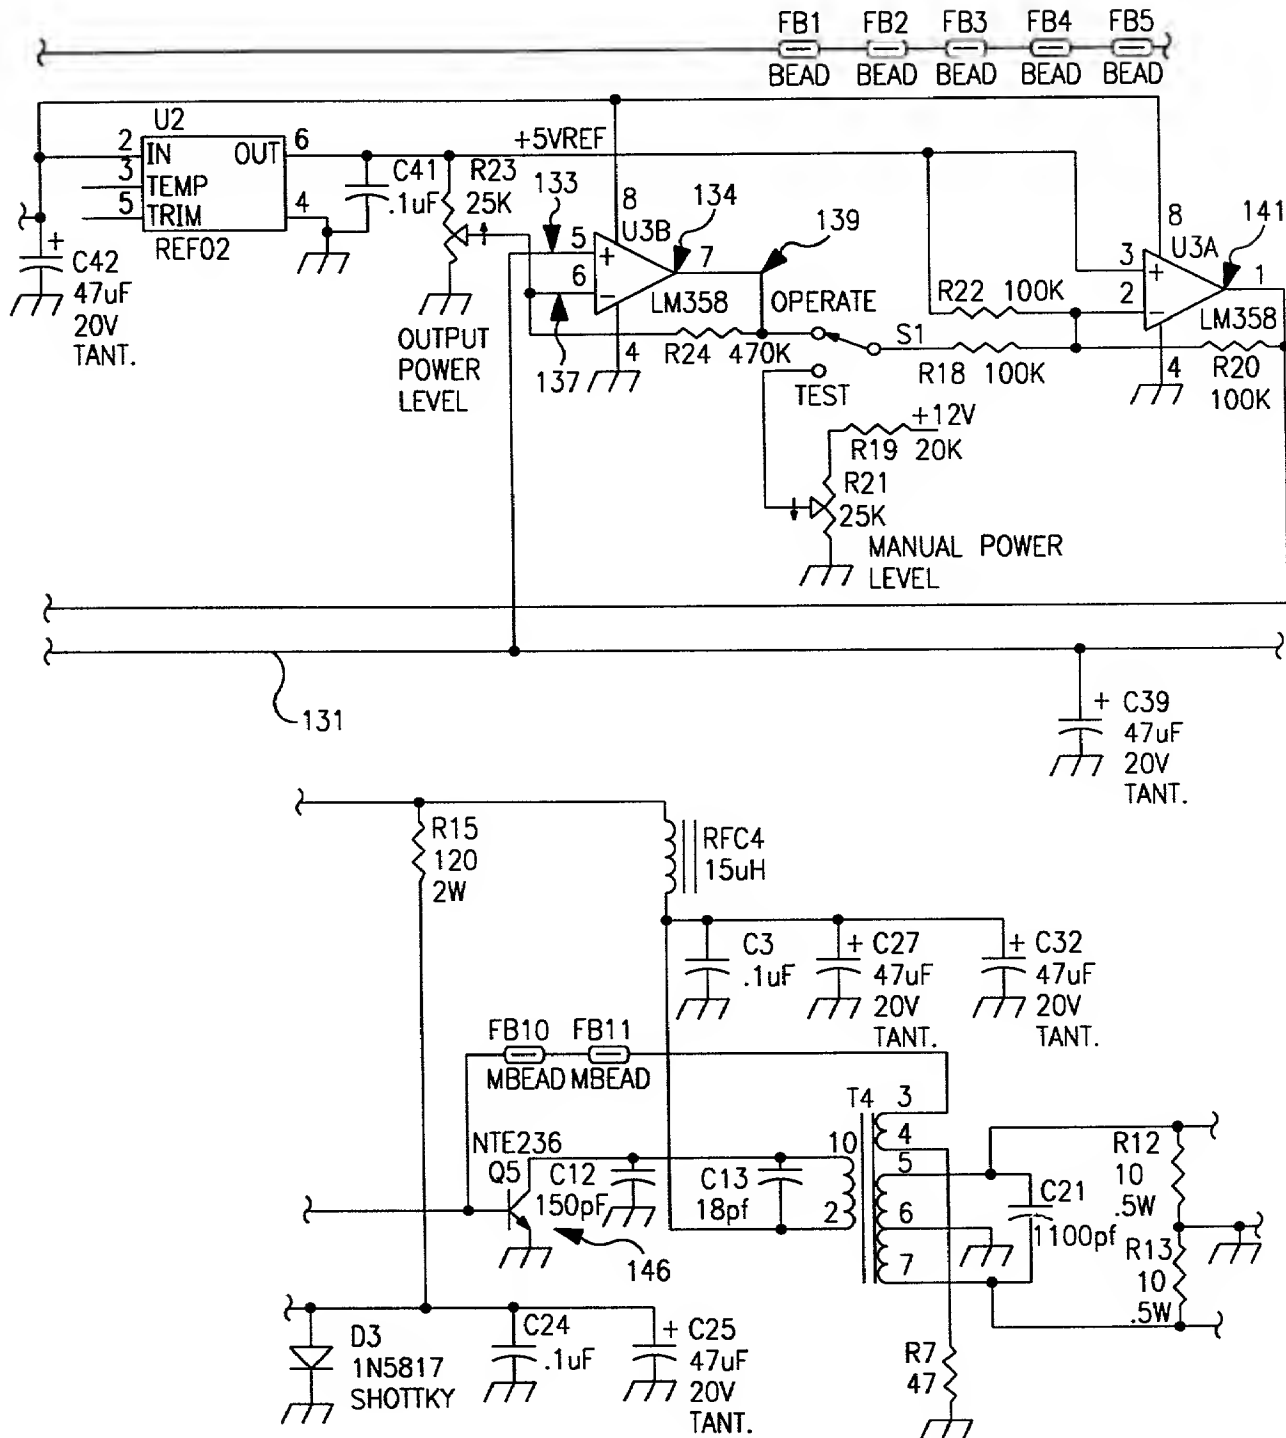 FB1 FB2 FB3 FB4 FB5
BEAD BEAD BEAD BEAD BEAD
U2
2 IN OUT 6
3 TEMP
5 TRIM 4
REF02
C41
.1uF
R23
25K
+5VREF
133
134
139
141
C42
+
47uF
20V
TANT.
OUTPUT
POWER
LEVEL
8
U3B
5 +
6 −
7
LM358
4
137
R24 470K
OPERATE
S1
TEST
R22 100K
R18 100K
8
U3A
3 +
2 −
1
LM358
4
R20
100K
+12V
R19 20K
R21
25K
MANUAL POWER
LEVEL
131
+ C39
47uF
20V
TANT.
R15
120
2W
RFC4
15uH
C3
.1uF
+ C27
47uF
20V
TANT.
+ C32
47uF
20V
TANT.
FB10 FB11
MBEAD MBEAD
NTE236
Q5
C12
150pF
C13
18pf
146
T4
10
2
3
4
5
6
7
C21
1100pf
R12
10
.5W
R13
10
.5W
D3
1N5817
SHOTTKY
C24
.1uF
+ C25
47uF
20V
TANT.
R7
47